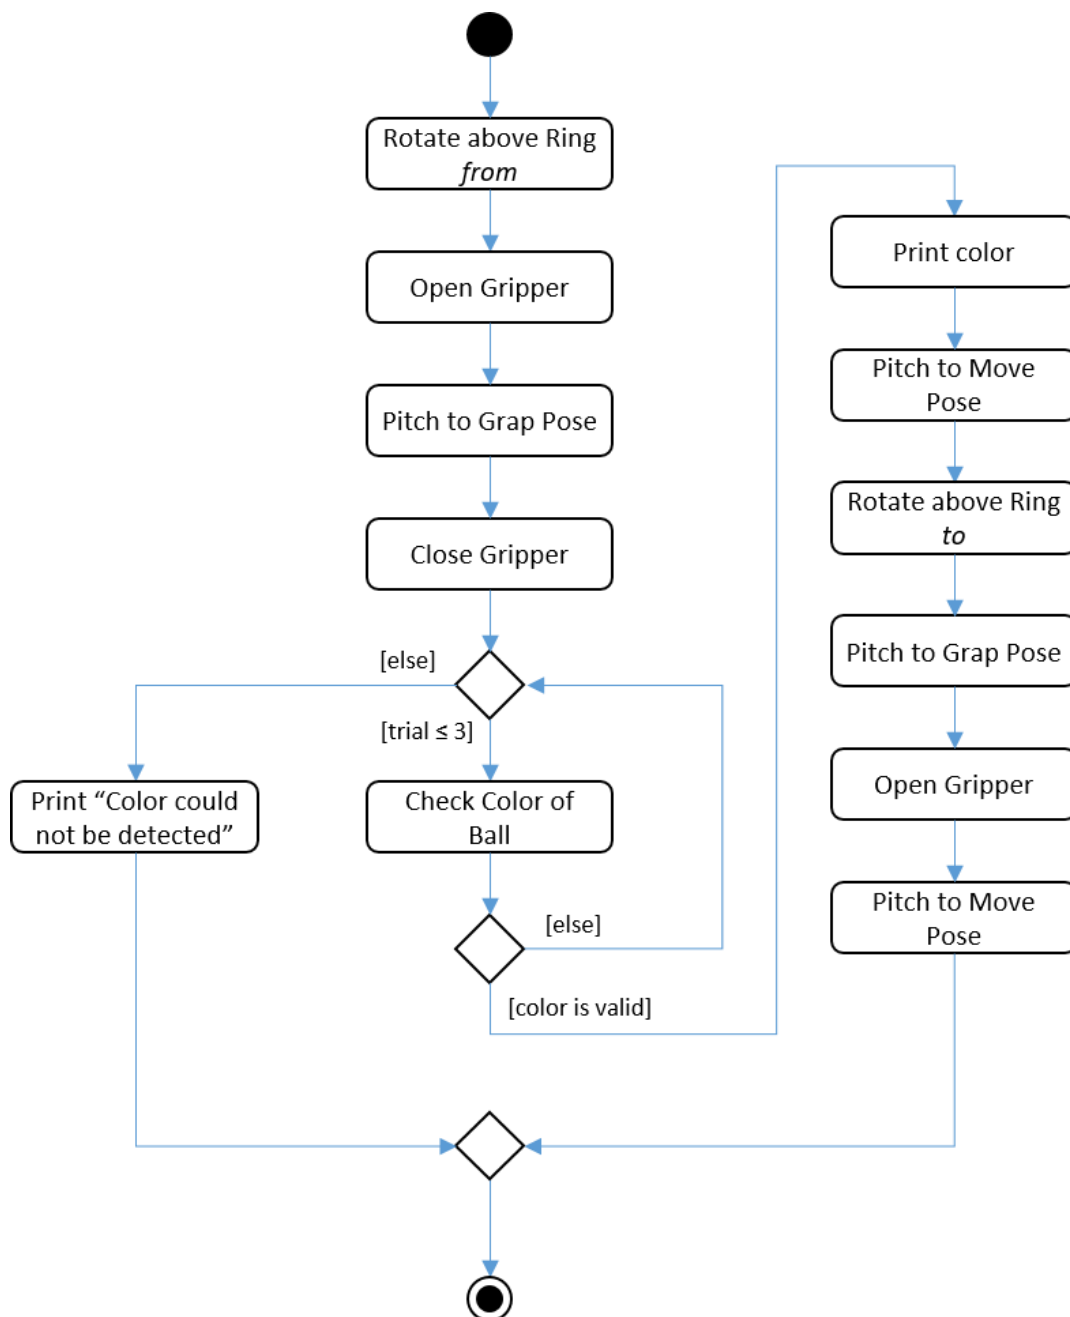 Rotate above Ring
from
Open Gripper
Pitch to Grap Pose
Close Gripper
[else]
[trial ≤ 3]
Print “Color could
not be detected”
Check Color of
Ball
[else]
[color is valid]
Print color
Pitch to Move
Pose
Rotate above Ring
to
Pitch to Grap Pose
Open Gripper
Pitch to Move
Pose